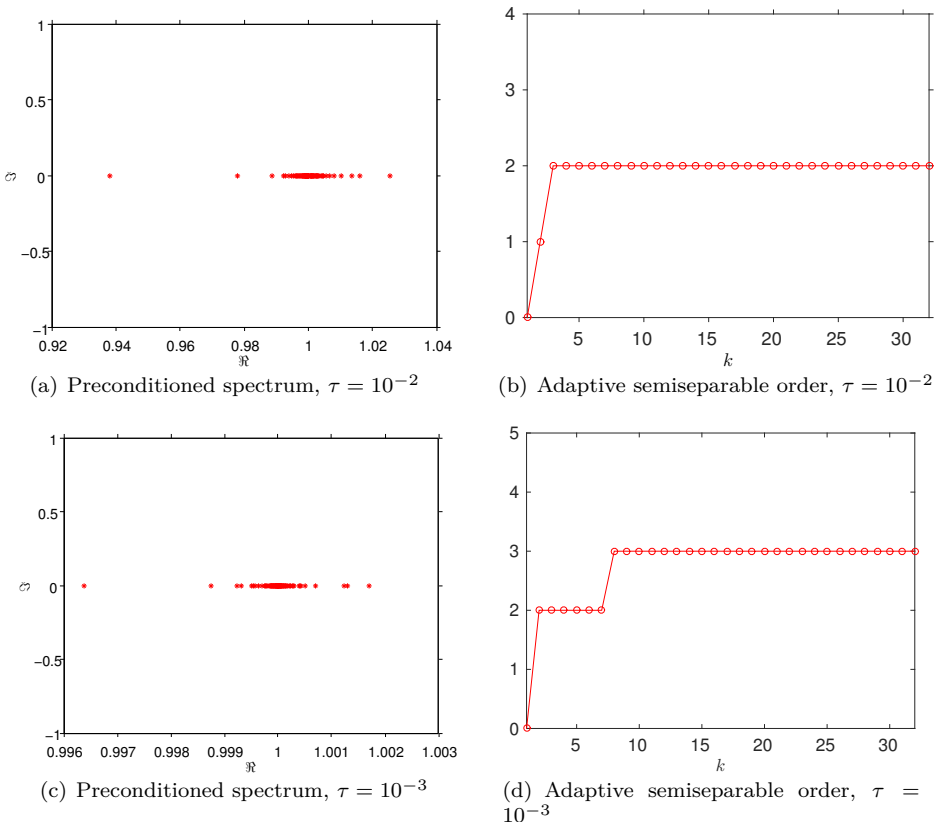 1
0.5
0
−0.5
−1
ℑ
0.92 0.94 0.96 0.98 1 1.02 1.04
ℜ
(a) Preconditioned spectrum, τ = 10⁻²
4
3
2
1
0
5 10 15 20 25 30
k
(b) Adaptive semiseparable order, τ = 10⁻²
1
0.5
0
−0.5
−1
ℑ
0.996 0.997 0.998 0.999 1 1.001 1.002 1.003
ℜ
(c) Preconditioned spectrum, τ = 10⁻³
5
4
3
2
1
0
5 10 15 20 25 30
k
(d) Adaptive semiseparable order, τ =
10⁻³